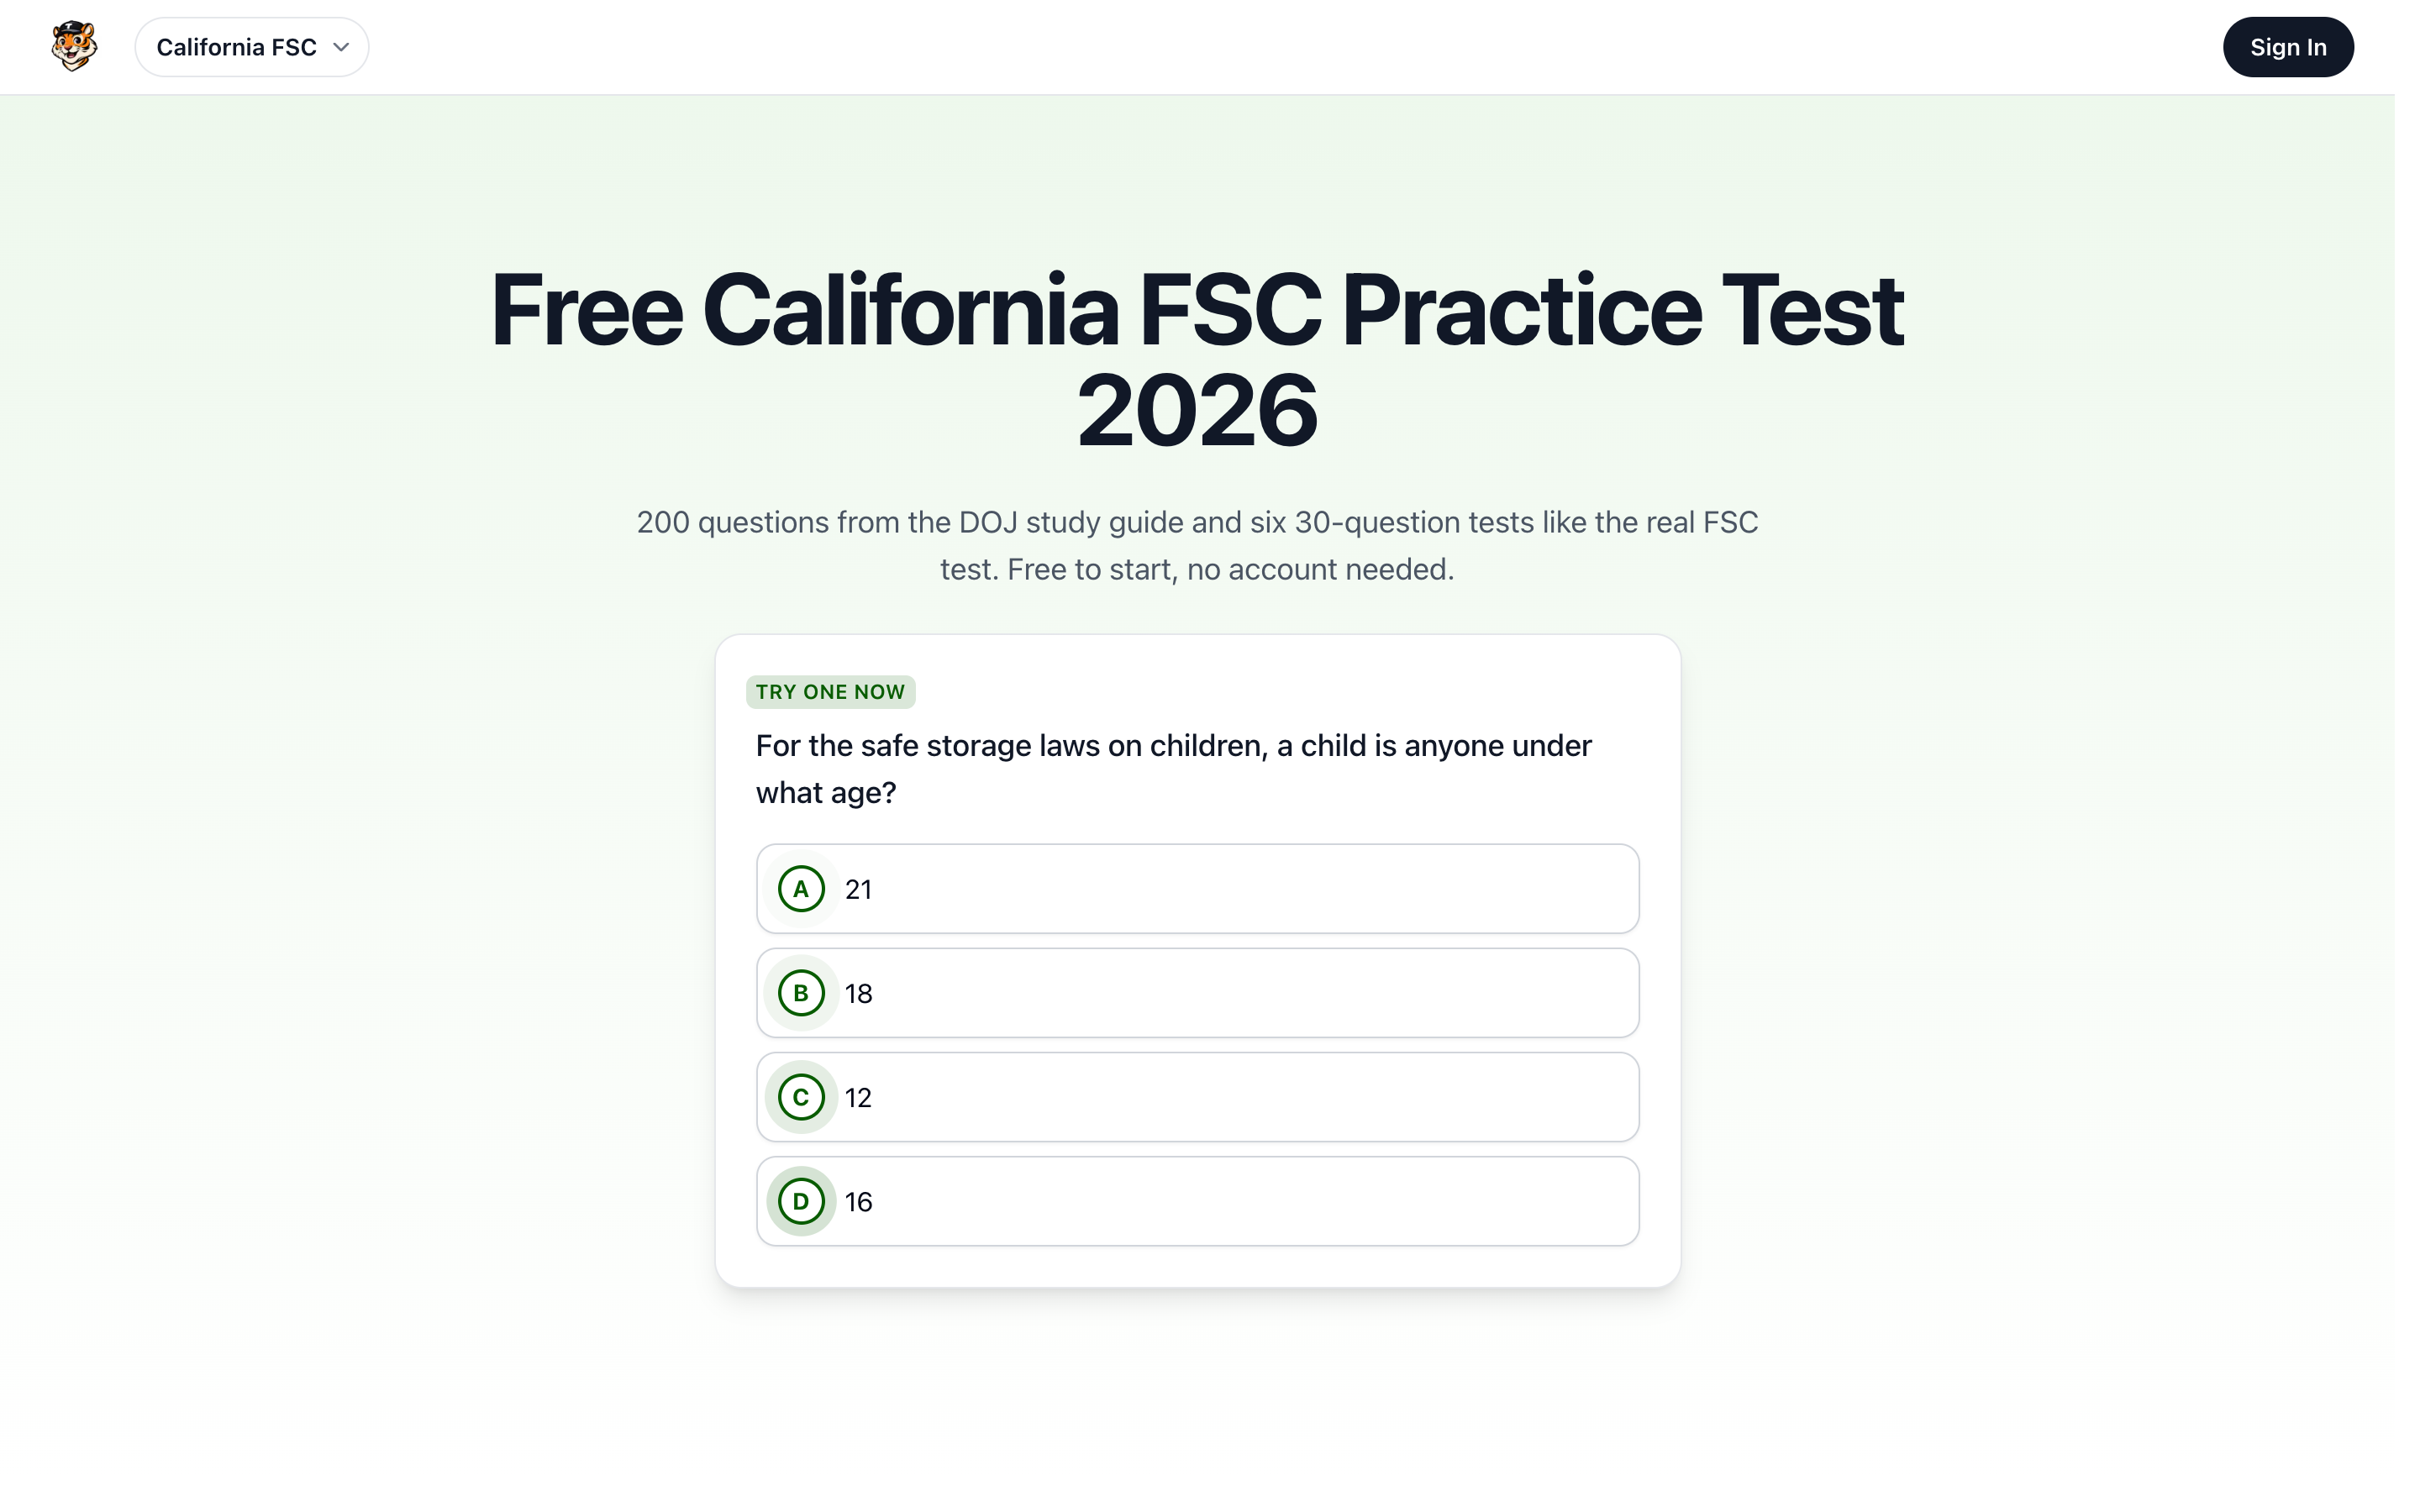 California FSC
Sign In
Free California FSC Practice Test
2026
200 questions from the DOJ study guide and six 30-question tests like the real FSC
test. Free to start, no account needed.
TRY ONE NOW
For the safe storage laws on children, a child is anyone under
what age?
A 21
B 18
C 12
D 16